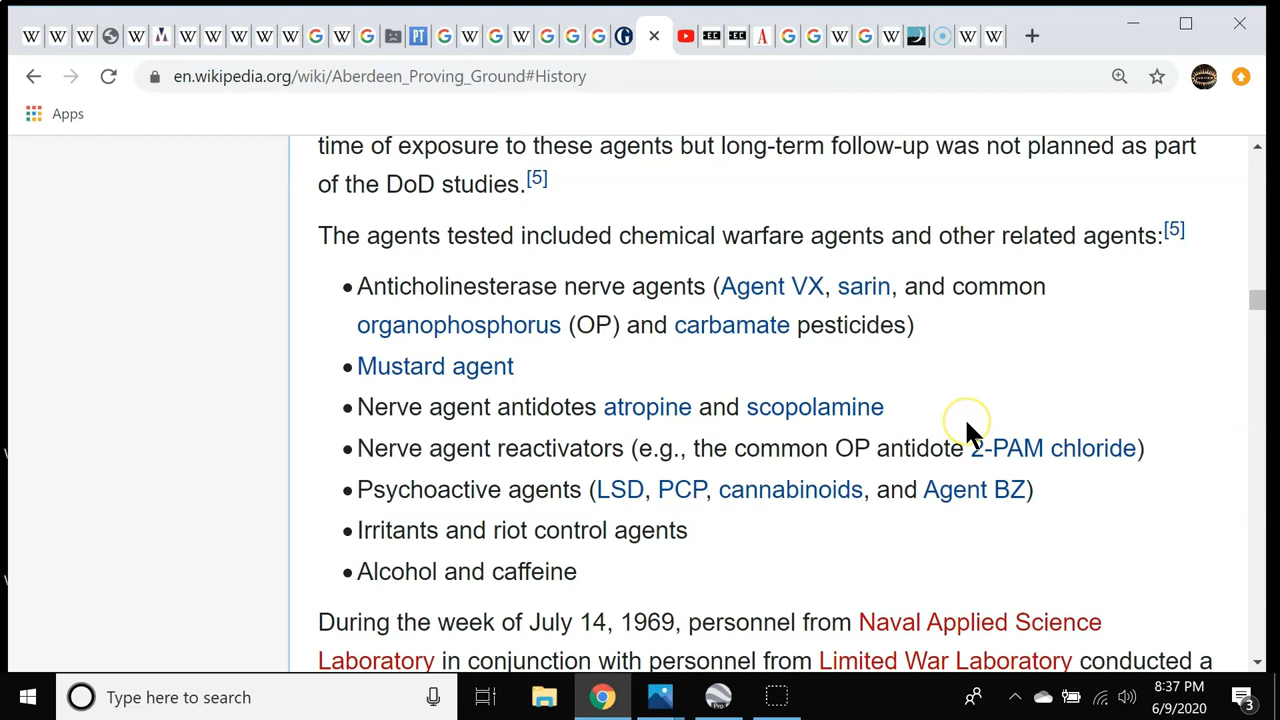 en.wikipedia.org/wiki/Aberdeen_Proving_Ground#History
Apps
time of exposure to these agents but long-term follow-up was not planned as part
of the DoD studies.[5]
The agents tested included chemical warfare agents and other related agents:[5]
• Anticholinesterase nerve agents (Agent VX, sarin, and common
organophosphorus (OP) and carbamate pesticides)
• Mustard agent
• Nerve agent antidotes atropine and scopolamine
• Nerve agent reactivators (e.g., the common OP antidote 2-PAM chloride)
• Psychoactive agents (LSD, PCP, cannabinoids, and Agent BZ)
• Irritants and riot control agents
• Alcohol and caffeine
During the week of July 14, 1969, personnel from Naval Applied Science
Laboratory in conjunction with personnel from Limited War Laboratory conducted a
Type here to search
8:37 PM
6/9/2020
3